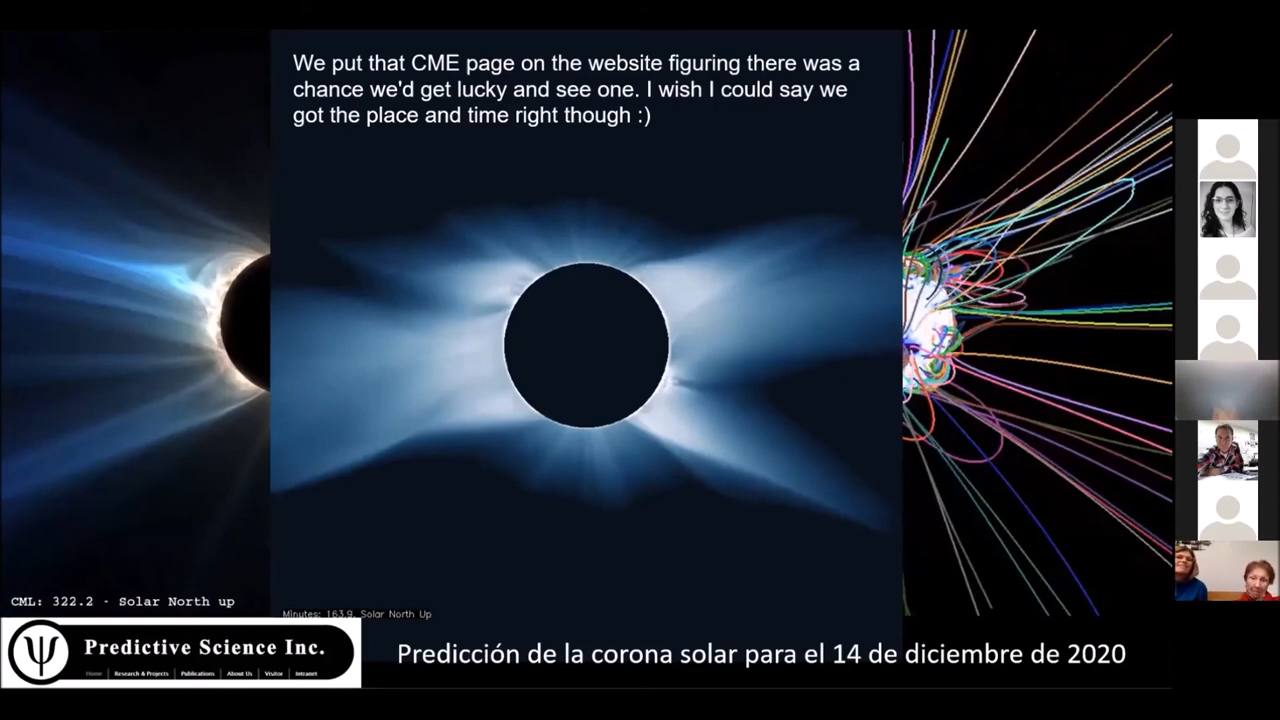 We put that CME page on the website figuring there was a
chance we'd get lucky and see one. I wish I could say we
got the place and time right though :)
CML: 322.2 - Solar North up
Minutes: 163.9, Solar North Up
Predictive Science Inc.
Home | Research & Projects | Publications | About Us | Visitor | Intranet
Predicción de la corona solar para el 14 de diciembre de 2020